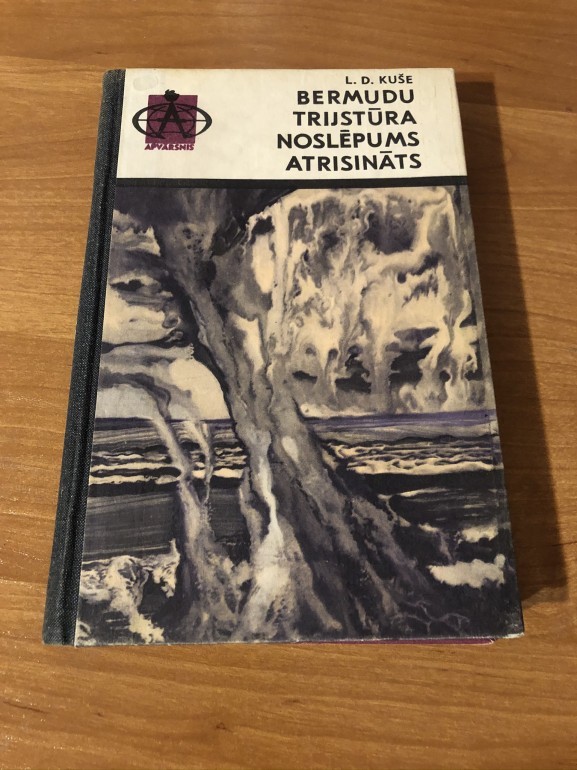 L. D. KUŠE
BERMUDU
TRIJSTŪRA
NOSLĒPUMS
ATRISINĀTS
APVĀRSNIS